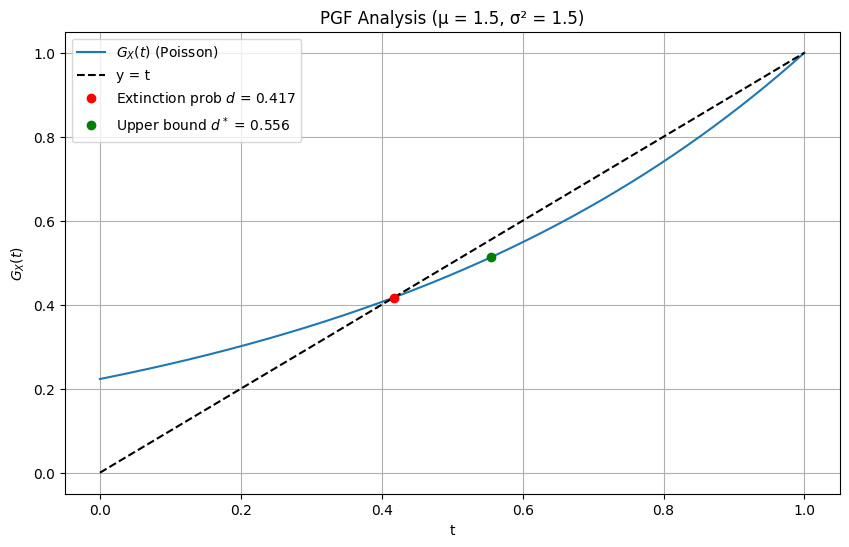 PGF Analysis (μ = 1.5, σ² = 1.5)
G_X(t) (Poisson)
y = t
Extinction prob d = 0.417
Upper bound d* = 0.556
1.0
0.8
0.6
0.4
0.2
0.0
G_X(t)
0.0 0.2 0.4 0.6 0.8 1.0
t